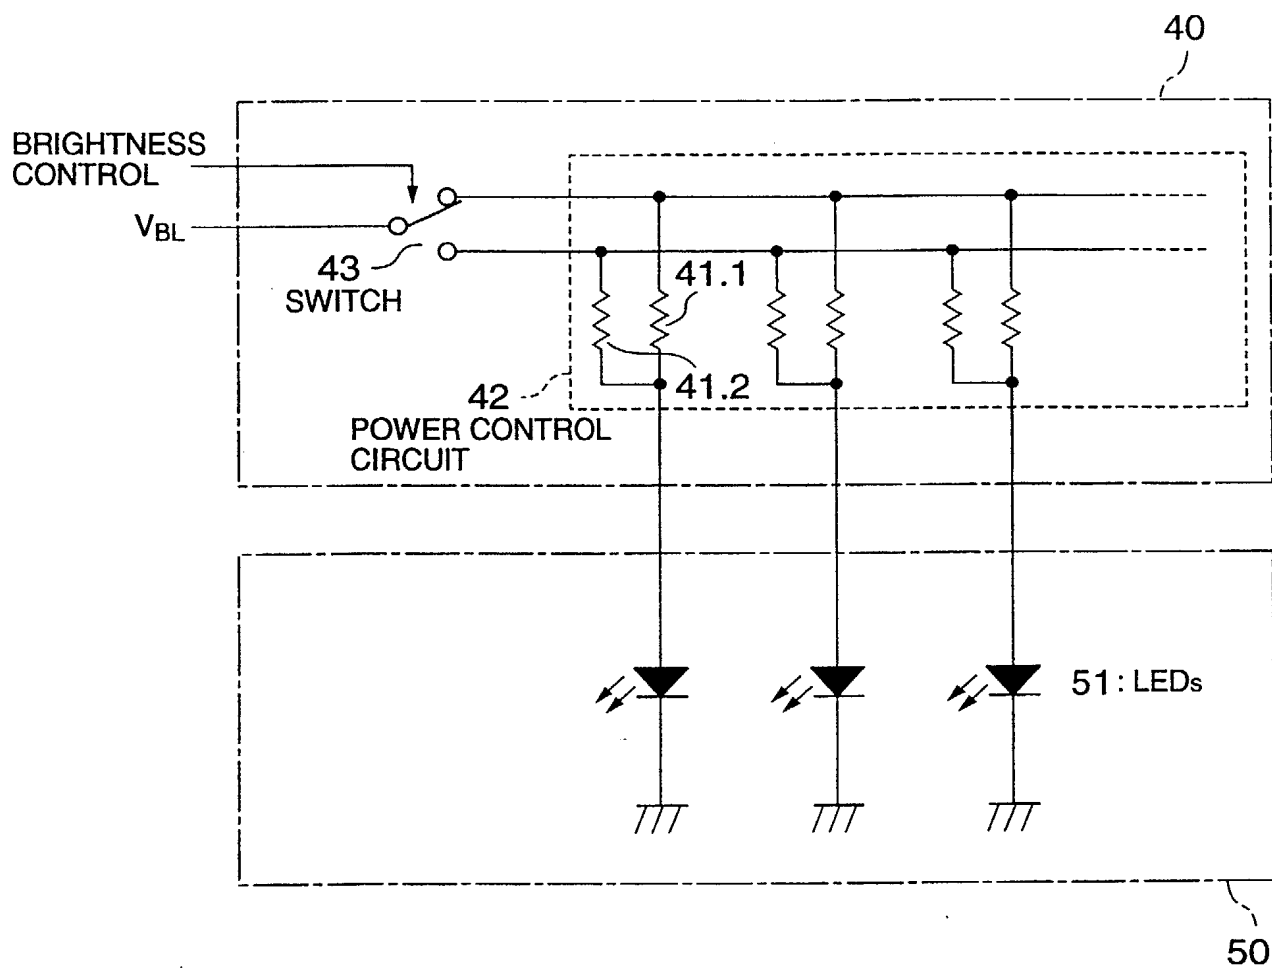 40
BRIGHTNESS
CONTROL
VBL
43
SWITCH
41.1
41.2
42
POWER CONTROL
CIRCUIT
51: LEDs
50